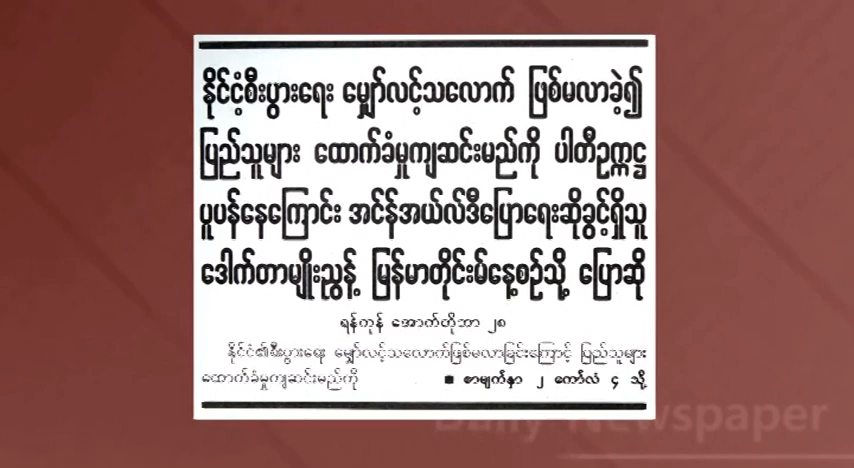 နိုင်ငံ့စီးပွားရေး မျှော်လင့်သလောက် ဖြစ်မလာခဲ့၍
ပြည်သူများ ထောက်ခံမှုကျဆင်းမည်ကို ပါတီဥက္ကဋ္ဌ
ပူပန်နေကြောင်း အင်န်အယ်လ်ဒီပြောရေးဆိုခွင့်ရှိသူ
ဒေါက်တာမျိုးညွန့် မြန်မာတိုင်းမ်နေ့စဉ်သို့ ပြောဆို
ရန်ကုန် အောက်တိုဘာ ၂၈
နိုင်ငံ၏စီးပွားရေး မျှော်လင့်သလောက်ဖြစ်မလာခြင်းကြောင့် ပြည်သူများ
ထောက်ခံမှုကျဆင်းမည်ကို ■ စာမျက်နှာ ၂ ကော်လံ ၄ သို့
Daily Newspaper